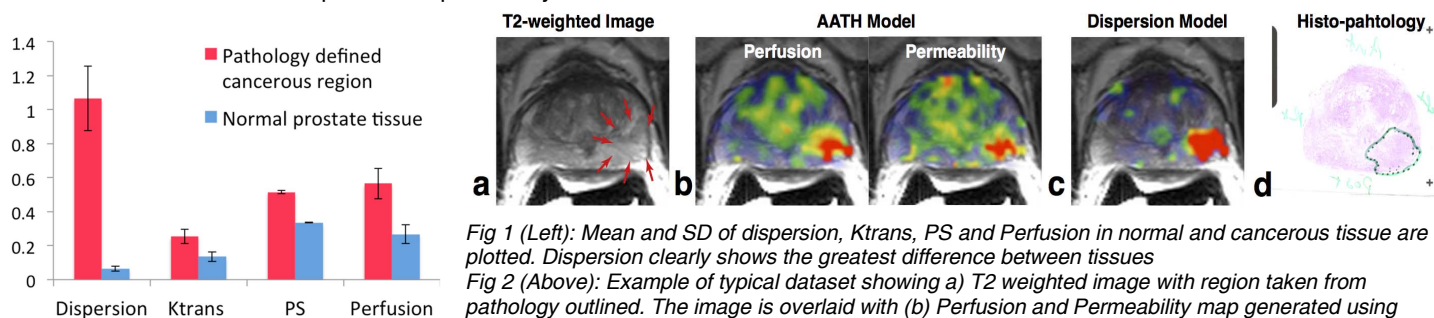 1.4
1.2
1
0.8
0.6
0.4
0.2
0
Pathology defined
cancerous region
Normal prostate tissue
Dispersion Ktrans PS Perfusion
T2-weighted Image AATH Model Dispersion Model Histo-pahtology
Perfusion Permeability
a b c d
Fig 1 (Left): Mean and SD of dispersion, Ktrans, PS and Perfusion in normal and cancerous tissue are
plotted. Dispersion clearly shows the greatest difference between tissues
Fig 2 (Above): Example of typical dataset showing a) T2 weighted image with region taken from
pathology outlined. The image is overlaid with (b) Perfusion and Permeability map generated using